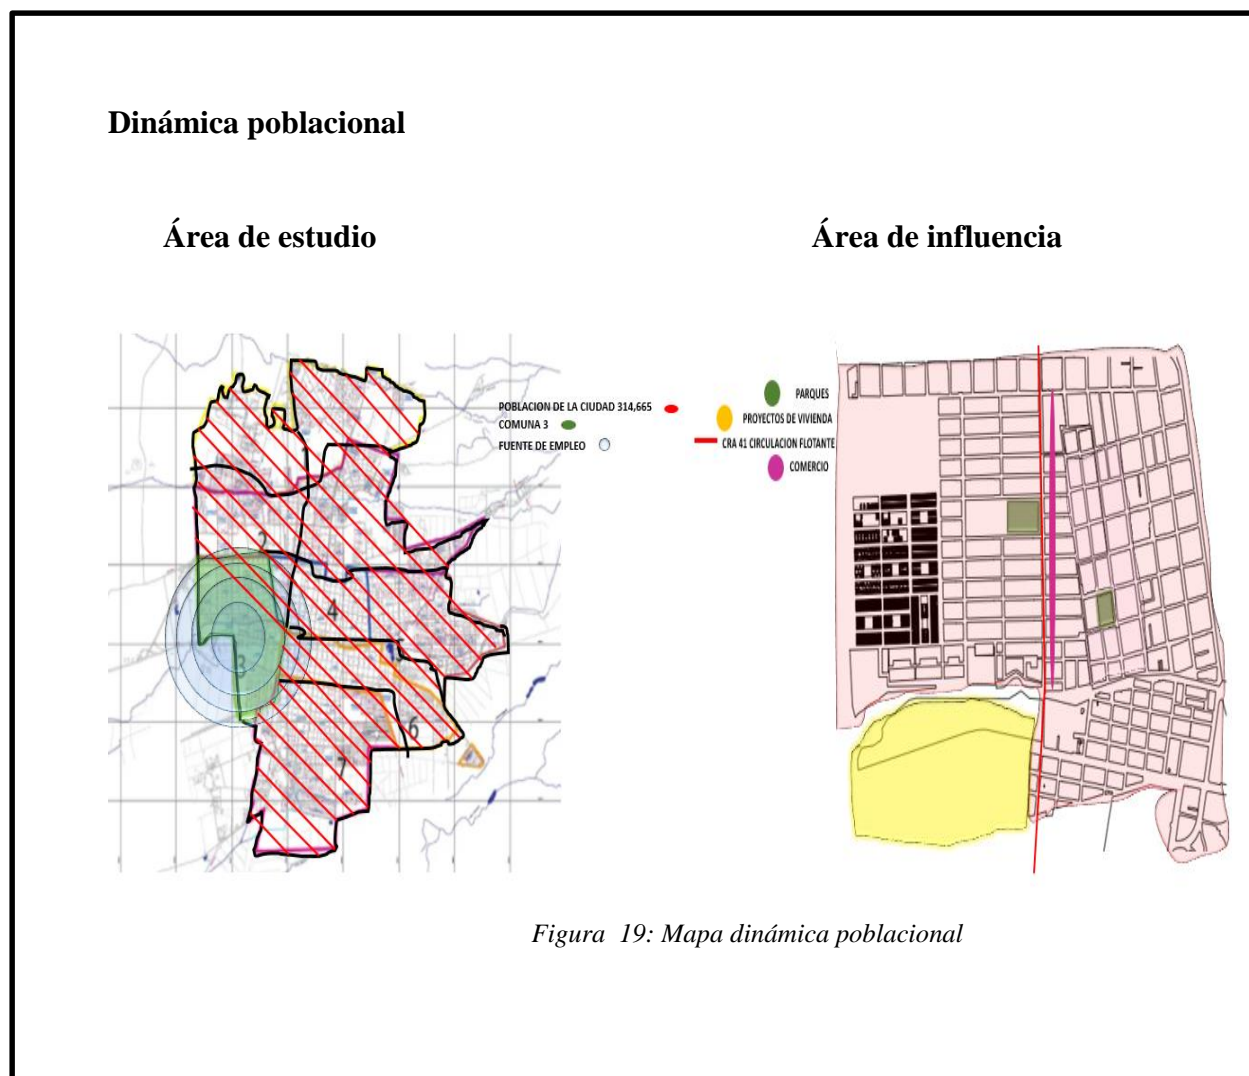 Dinámica poblacional
Área de estudio
Área de influencia
POBLACION DE LA CIUDAD 314,665
COMUNA 3
FUENTE DE EMPLEO
PARQUES
PROYECTOS DE VIVIENDA
CRA 41 CIRCULACION FLOTANTE
COMERCIO
2
4
5
3
6
7
Figura 19: Mapa dinámica poblacional